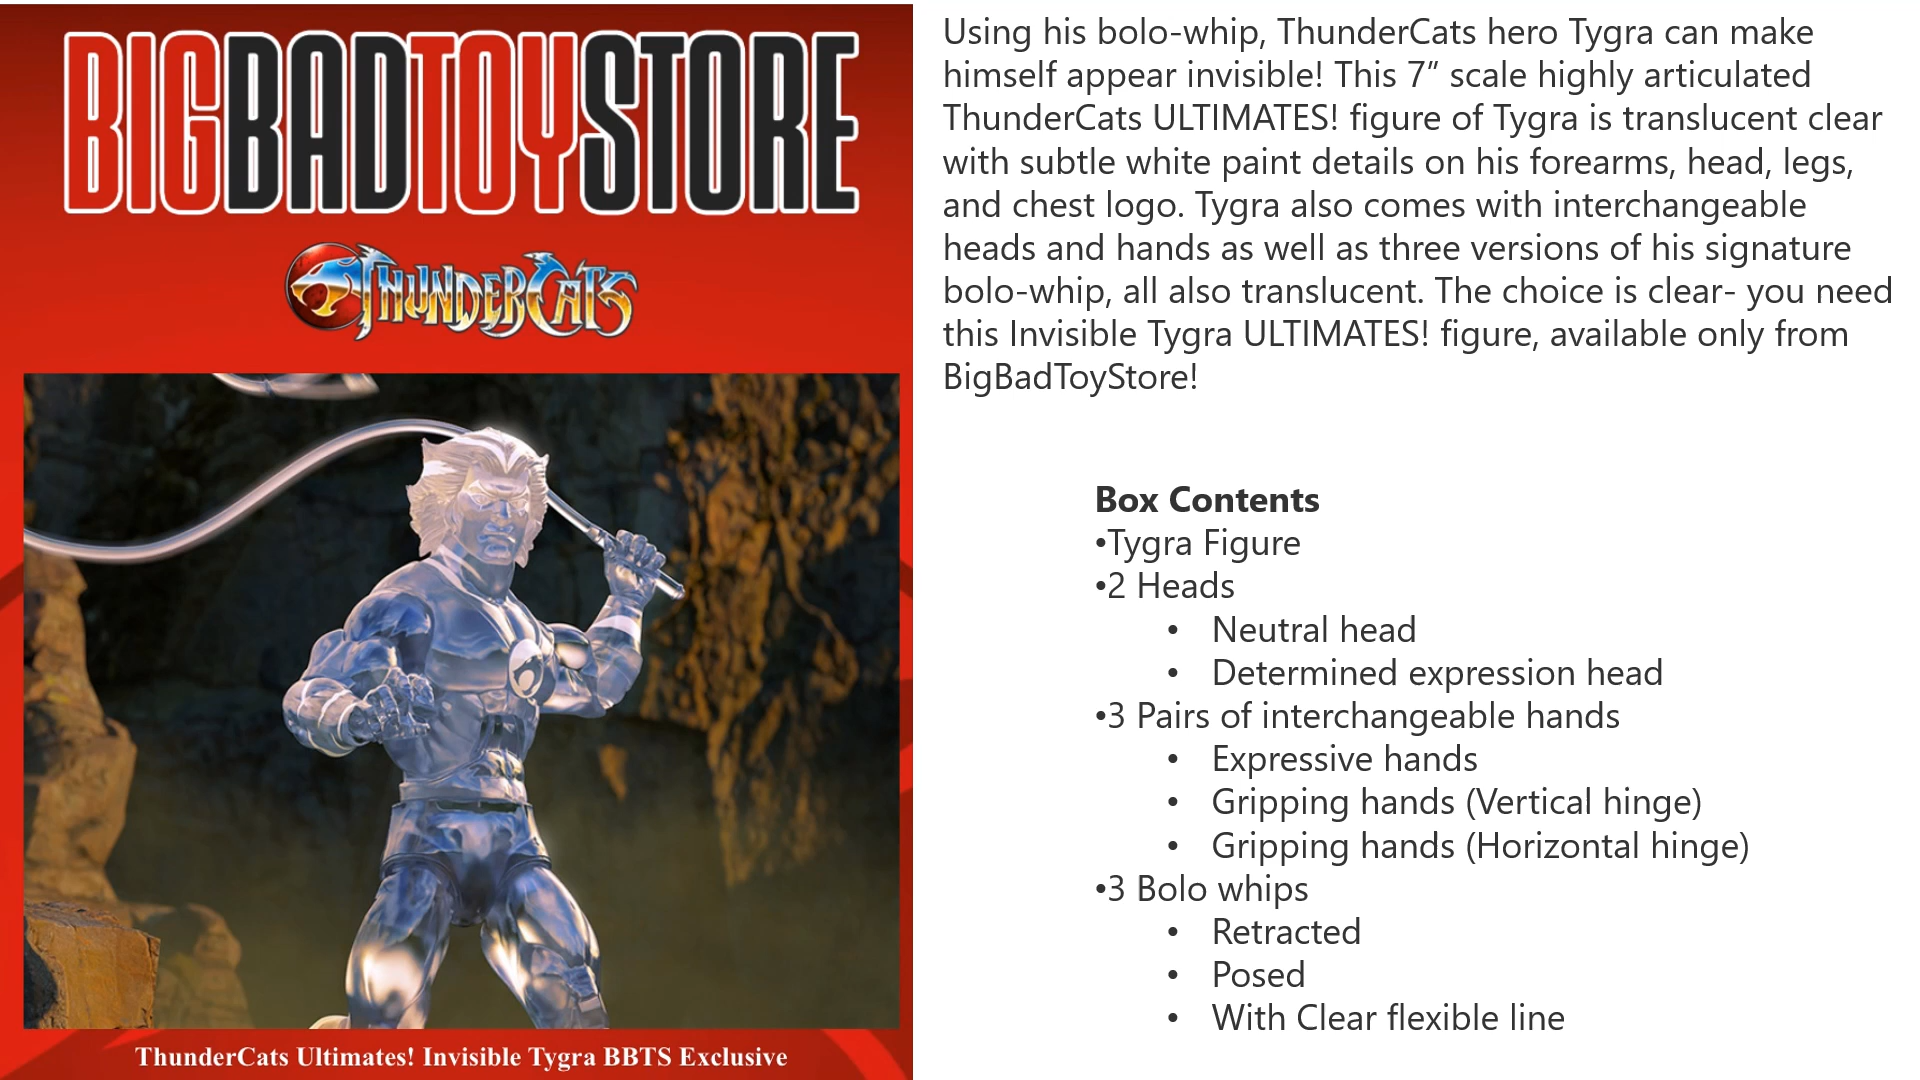 BIGBADTOYSTORE
THUNDERCATS
ThunderCats Ultimates! Invisible Tygra BBTS Exclusive
Using his bolo-whip, ThunderCats hero Tygra can make
himself appear invisible! This 7” scale highly articulated
ThunderCats ULTIMATES! figure of Tygra is translucent clear
with subtle white paint details on his forearms, head, legs,
and chest logo. Tygra also comes with interchangeable
heads and hands as well as three versions of his signature
bolo-whip, all also translucent. The choice is clear- you need
this Invisible Tygra ULTIMATES! figure, available only from
BigBadToyStore!
Box Contents
•Tygra Figure
•2 Heads
• Neutral head
• Determined expression head
•3 Pairs of interchangeable hands
• Expressive hands
• Gripping hands (Vertical hinge)
• Gripping hands (Horizontal hinge)
•3 Bolo whips
• Retracted
• Posed
• With Clear flexible line